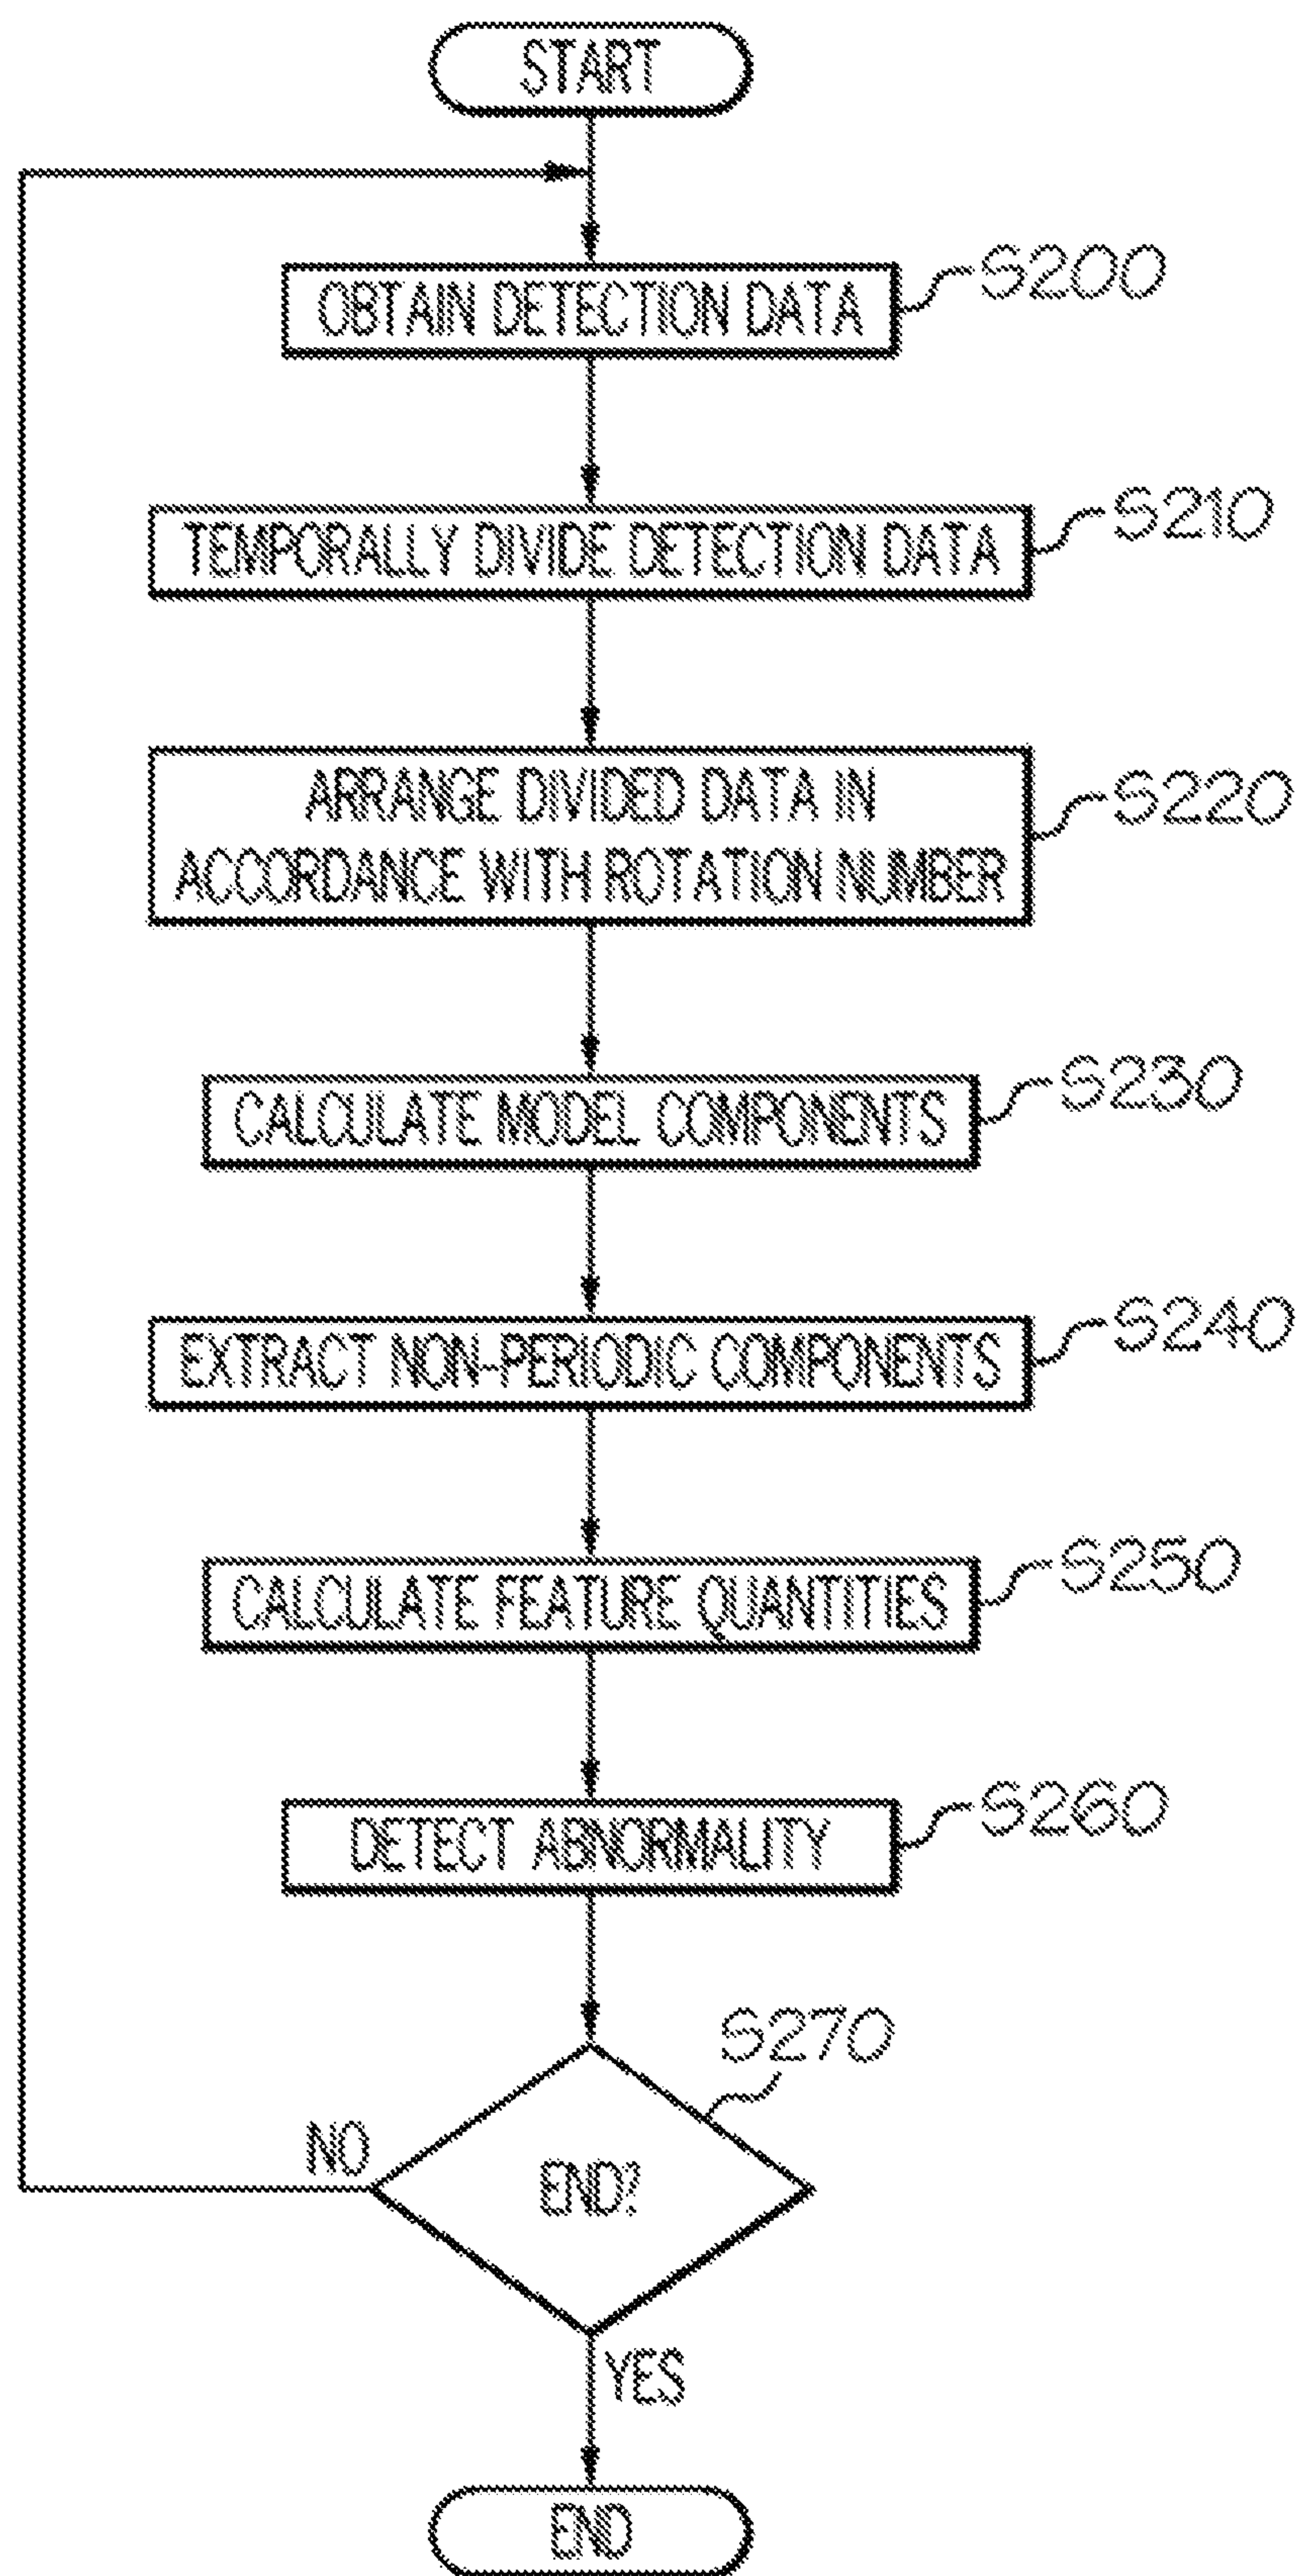 START
OBTAIN DETECTION DATA
S200
TEMPORALLY DIVIDE DETECTION DATA
S210
ARRANGE DIVIDED DATA IN
ACCORDANCE WITH ROTATION NUMBER
S220
CALCULATE MODEL COMPONENTS
S230
EXTRACT NON-PERIODIC COMPONENTS
S240
CALCULATE FEATURE QUANTITIES
S250
DETECT ABNORMALITY
S260
S270
NO
END?
YES
END